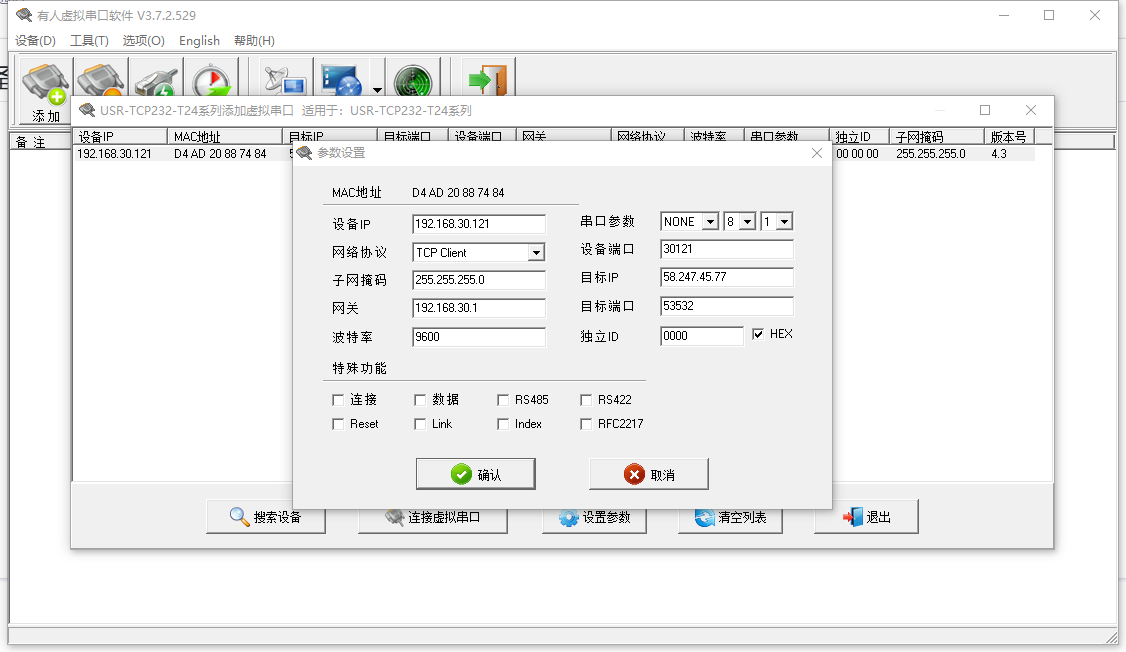 有人虚拟串口软件 V3.7.2.529
设备(D) 工具(T) 选项(O) English 帮助(H)
添加
USR-TCP232-T24系列添加虚拟串口 适用于: USR-TCP232-T24系列
备注
设备IP MAC地址 目标IP 目标端口 设备端口 网关 网络协议 波特率 串口参数 独立ID 子网掩码 版本号
192.168.30.121 D4 AD 20 88 74 84 00 00 00 255.255.255.0 4.3
参数设置
MAC地址 D4 AD 20 88 74 84
设备IP 192.168.30.121 串口参数 NONE 8 1
网络协议 TCP Client 设备端口 30121
子网掩码 255.255.255.0 目标IP 58.247.45.77
网关 192.168.30.1 目标端口 53532
波特率 9600 独立ID 0000 HEX
特殊功能
连接 数据 RS485 RS422
Reset Link Index RFC2217
确认 取消
搜索设备 连接虚拟串口 设置参数 清空列表 退出